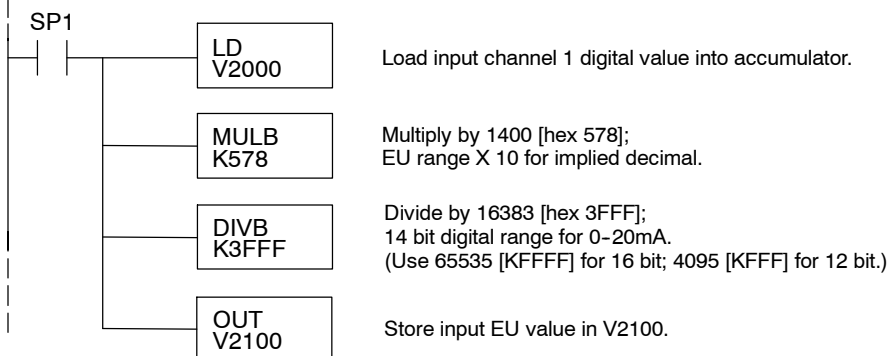 SP1
LD
V2000
Load input channel 1 digital value into accumulator.
MULB
K578
Multiply by 1400 [hex 578];
EU range X 10 for implied decimal.
DIVB
K3FFF
Divide by 16383 [hex 3FFF];
14 bit digital range for 0-20mA.
(Use 65535 [KFFFF] for 16 bit; 4095 [KFFF] for 12 bit.)
OUT
V2100
Store input EU value in V2100.